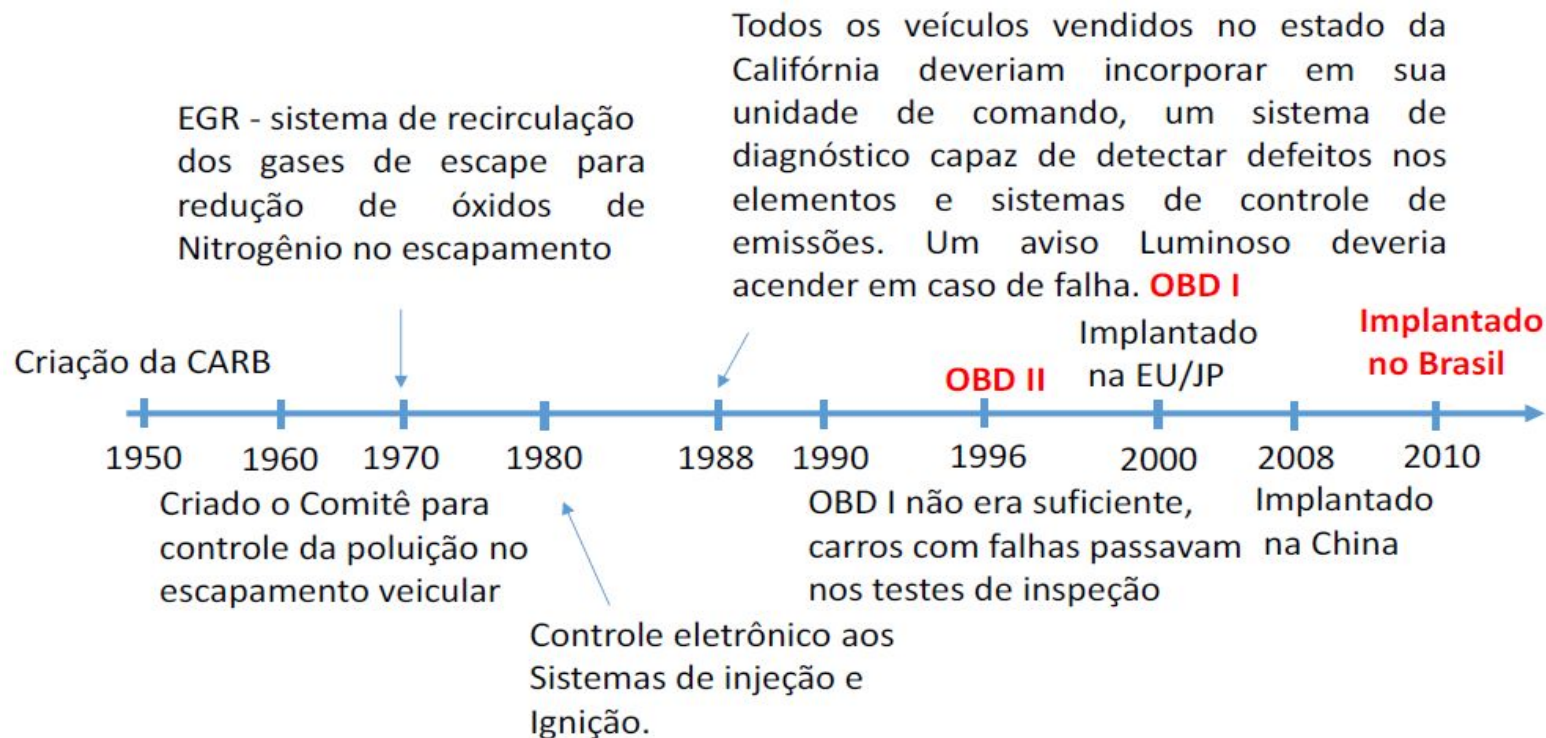 Todos os veículos vendidos no estado da
Califórnia deveriam incorporar em sua
unidade de comando, um sistema de
diagnóstico capaz de detectar defeitos nos
elementos e sistemas de controle de
emissões. Um aviso Luminoso deveria
acender em caso de falha. OBD I
EGR - sistema de recirculação
dos gases de escape para
redução de óxidos de
Nitrogênio no escapamento
Criação da CARB
OBD II
Implantado
na EU/JP
Implantado
no Brasil
1950 1960 1970 1980 1988 1990 1996 2000 2008 2010
Criado o Comitê para
controle da poluição no
escapamento veicular
Controle eletrônico aos
Sistemas de injeção e
Ignição.
OBD I não era suficiente,
carros com falhas passavam
nos testes de inspeção
Implantado
na China